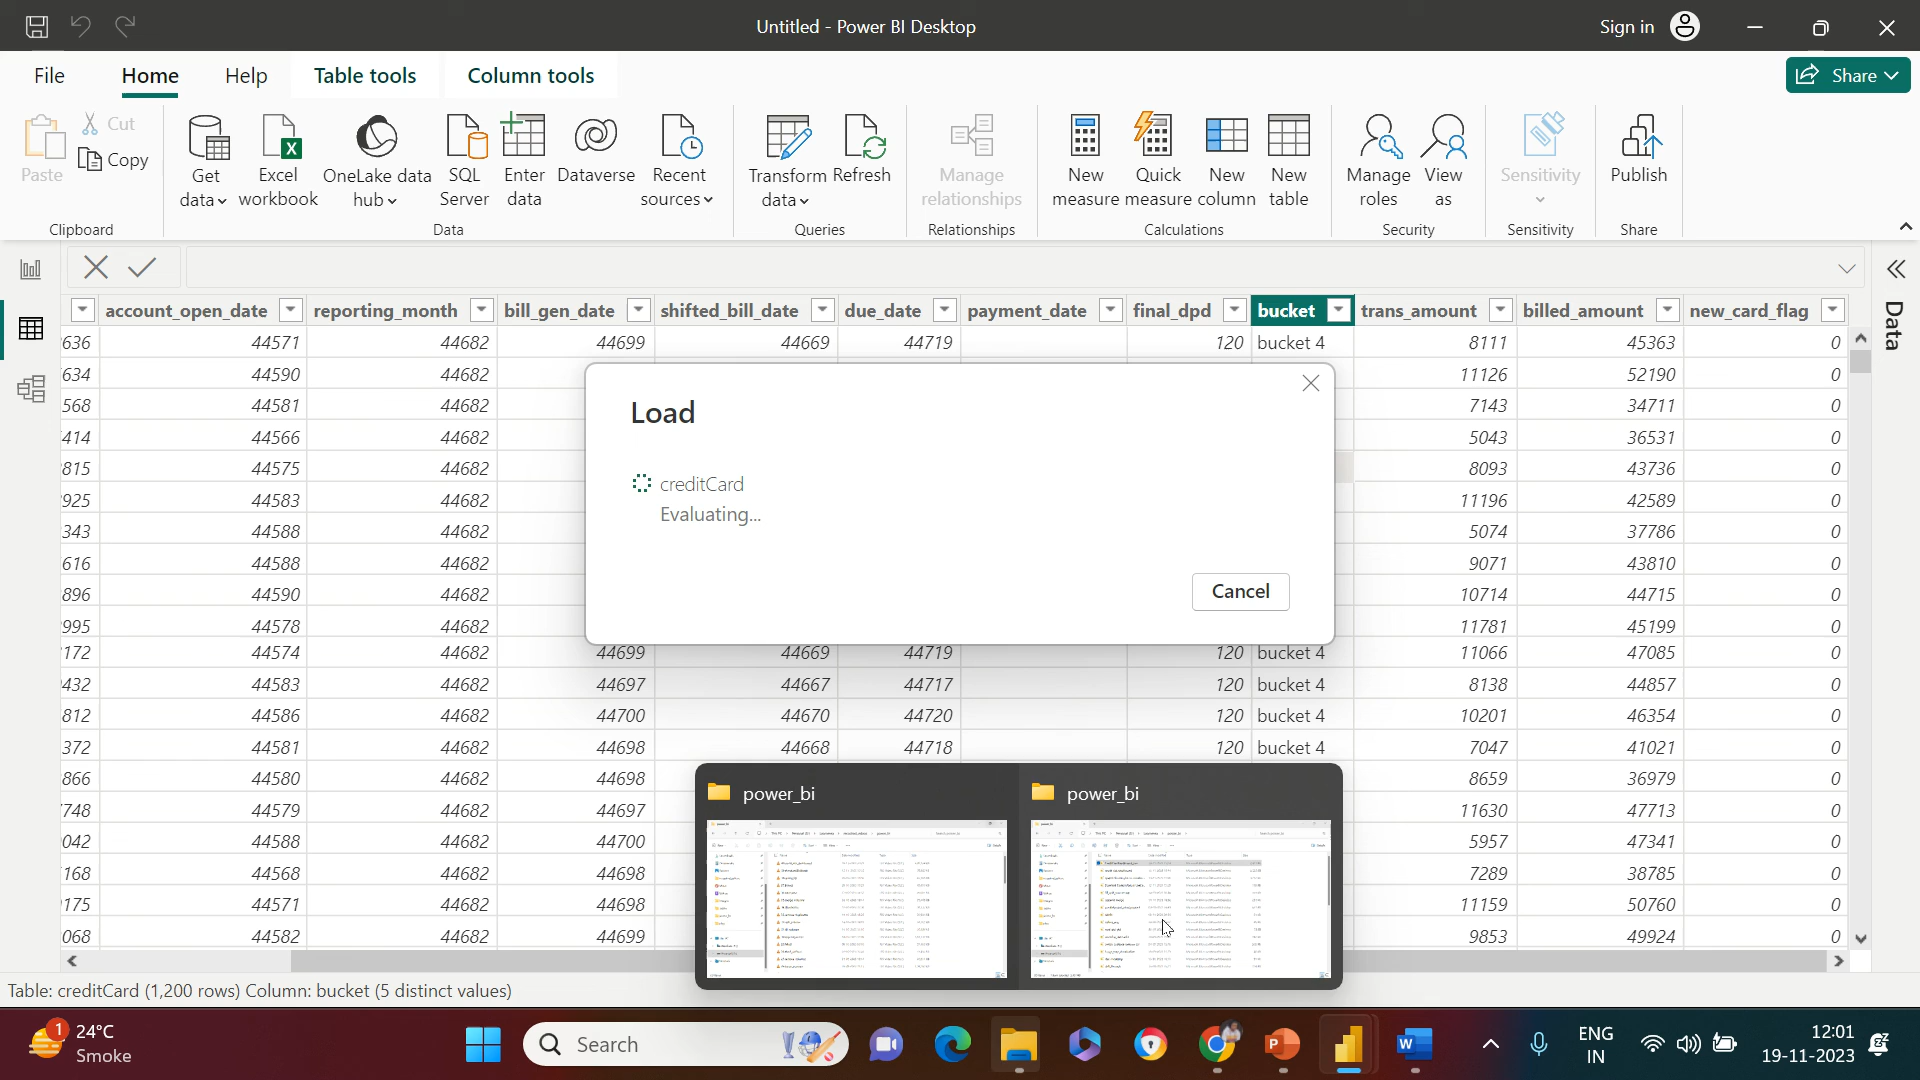 Untitled - Power BI Desktop
Sign in
File Home Help Table tools Column tools
Share
Paste
Cut
Copy
Get data
Excel workbook
OneLake data hub
SQL Server
Enter data
Dataverse
Recent sources
Transform data
Refresh
Manage relationships
New measure
Quick measure
New column
New table
Manage roles
View as
Sensitivity
Publish
Clipboard Data Queries Relationships Calculations Security Sensitivity Share
account_open_date reporting_month bill_gen_date shifted_bill_date due_date payment_date final_dpd bucket trans_amount billed_amount new_card_flag
Data
636 44571 44682 44699 44669 44719 120 bucket 4 8111 45363 0
634 44590 44682 11126 52190 0
568 44581 44682 7143 34711 0
414 44566 44682 5043 36531 0
815 44575 44682 8093 43736 0
925 44583 44682 11196 42589 0
343 44588 44682 5074 37786 0
616 44588 44682 9071 43810 0
896 44590 44682 10714 44715 0
995 44578 44682 11781 45199 0
172 44574 44682 44699 44669 44719 120 bucket 4 11066 47085 0
432 44583 44682 44697 44667 44717 120 bucket 4 8138 44857 0
812 44586 44682 44700 44670 44720 120 bucket 4 10201 46354 0
372 44581 44682 44698 44668 44718 120 bucket 4 7047 41021 0
866 44580 44682 44698 8659 36979 0
748 44579 44682 44697 11630 47713 0
042 44588 44682 44700 5957 47341 0
168 44568 44682 44698 7289 38785 0
175 44571 44682 44698 11159 50760 0
068 44582 44682 44699 9853 49924 0
Load
creditCard
Evaluating...
Cancel
power_bi
power_bi
Table: creditCard (1,200 rows) Column: bucket (5 distinct values)
1
24°C
Smoke
Search
ENG
IN
12:01
19-11-2023